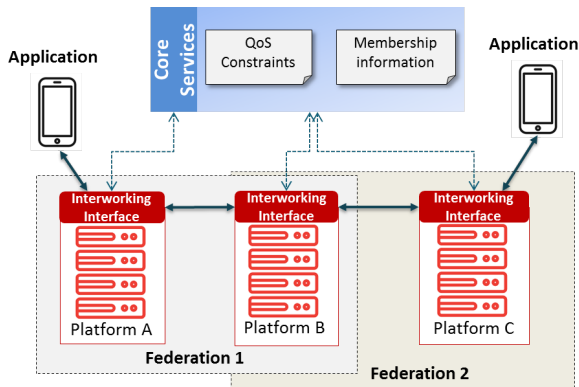 Application
Core
Services
QoS
Constraints
Membership
information
Application
Interworking
Interface
Interworking
Interface
Interworking
Interface
Platform A
Platform B
Platform C
Federation 1
Federation 2